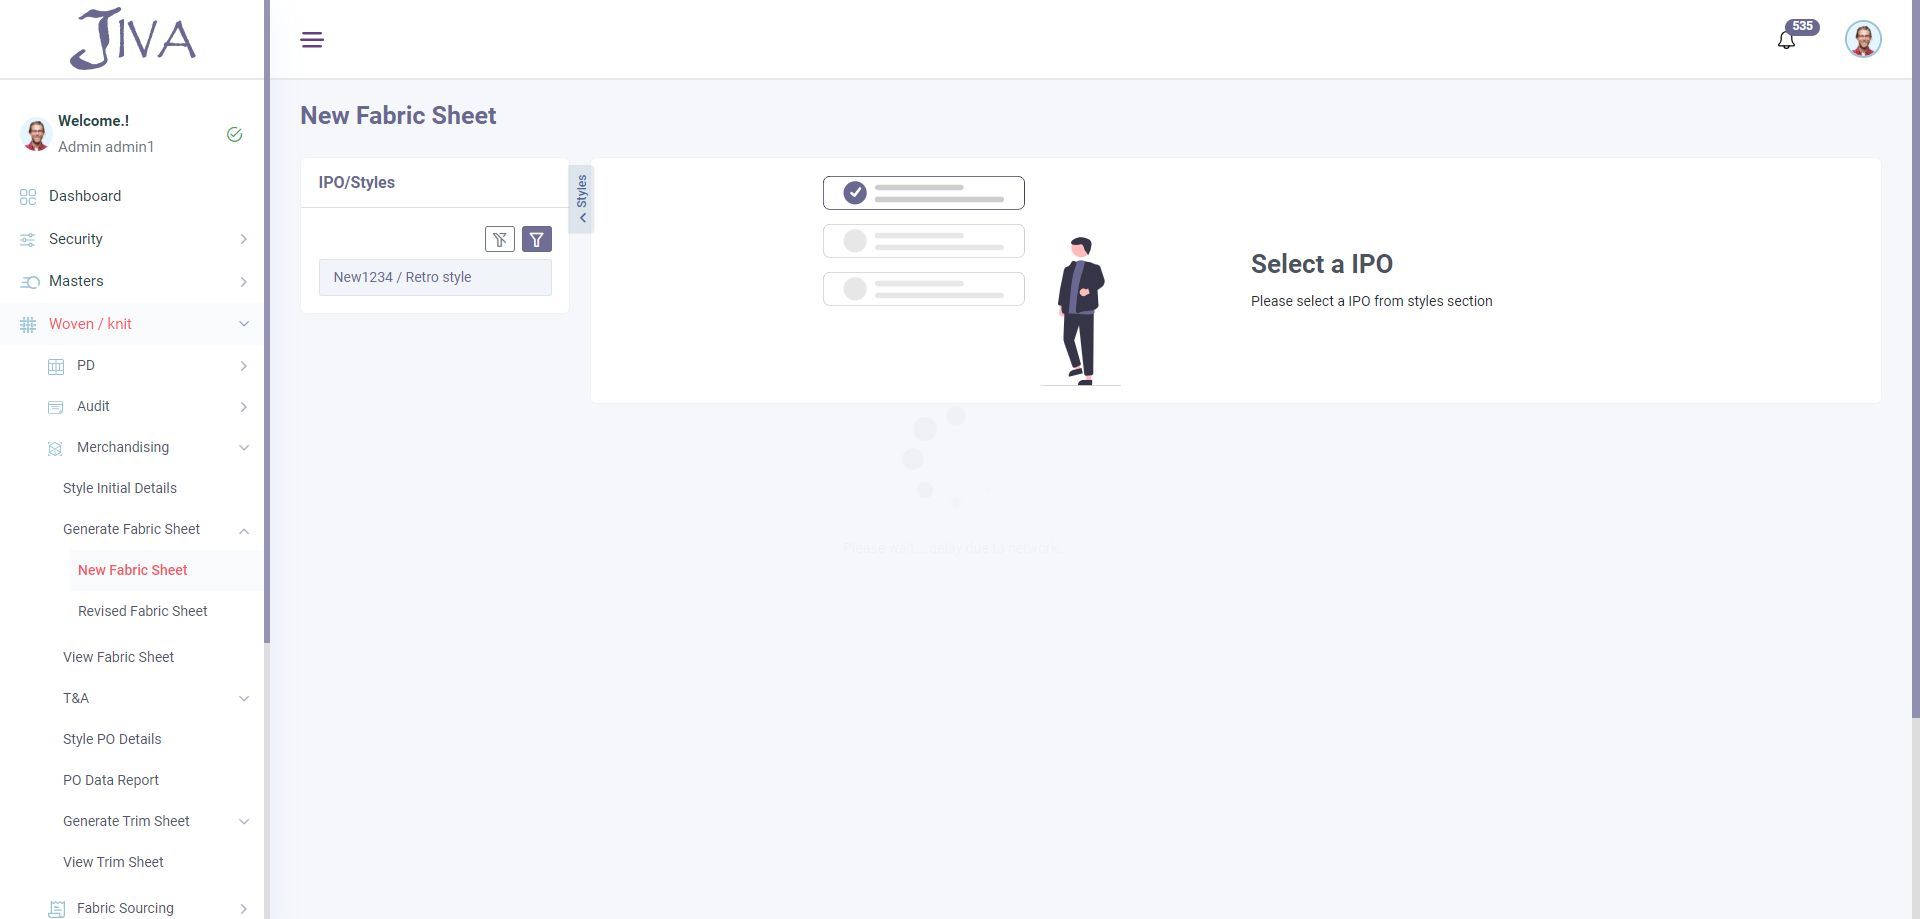 JIVA
535
Welcome.!
Admin admin1
Dashboard
Security
Masters
Woven / knit
PD
Audit
Merchandising
Style Initial Details
Generate Fabric Sheet
New Fabric Sheet
Revised Fabric Sheet
View Fabric Sheet
T&A
Style PO Details
PO Data Report
Generate Trim Sheet
View Trim Sheet
Fabric Sourcing
New Fabric Sheet
IPO/Styles
Styles
New1234 / Retro style
Select a IPO
Please select a IPO from styles section
Please wait... delay due to network..